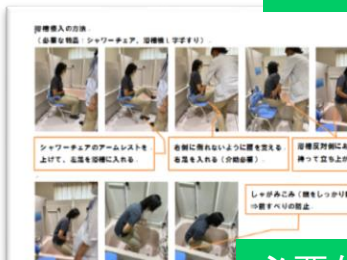 浴槽侵入の方法
(必要な物品:シャワーチェア、浴槽横L字手すり)
シャワーチェアのアームレストを
上げて、左足を浴槽に入れる。
右側に倒れないように腰を支える
右足を入れる(介助必要)
浴槽反対側にあ
持って立ち上が
しゃがみこみ(腰をしっかり
⇒前すべりの防止